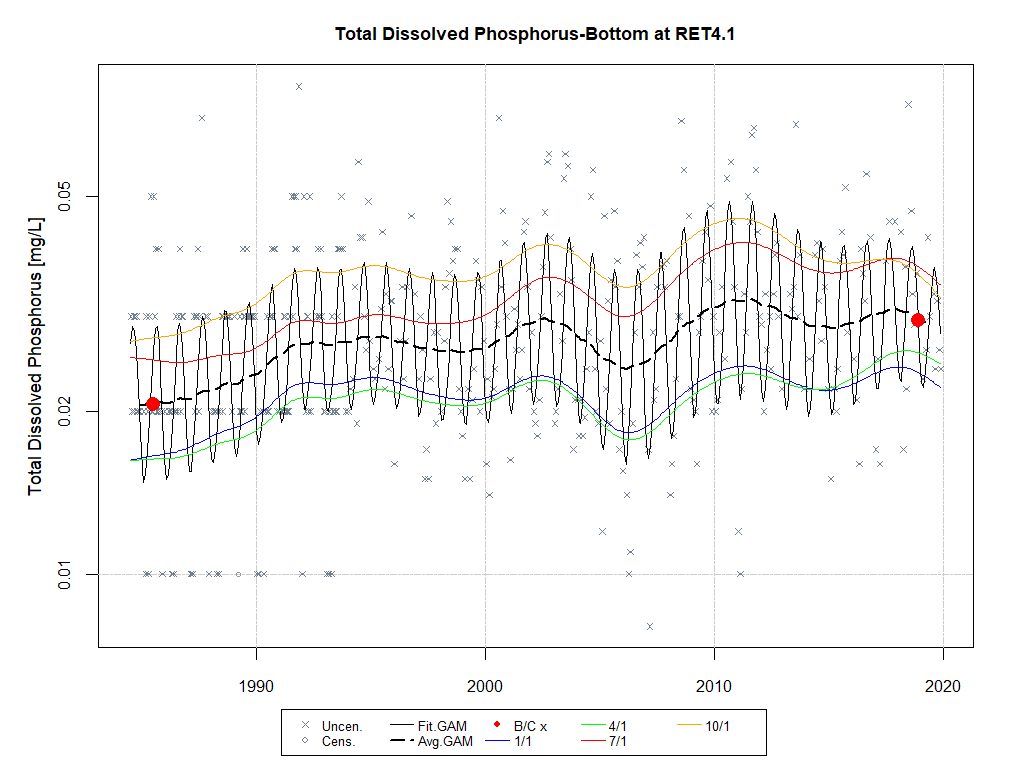 Total Dissolved Phosphorus-Bottom at RET4.1
Total Dissolved Phosphorus [mg/L]
0.05
0.02
0.01
1990 2000 2010 2020
Uncen. Fit.GAM B/C x 4/1 10/1
Cens. Avg.GAM 1/1 7/1